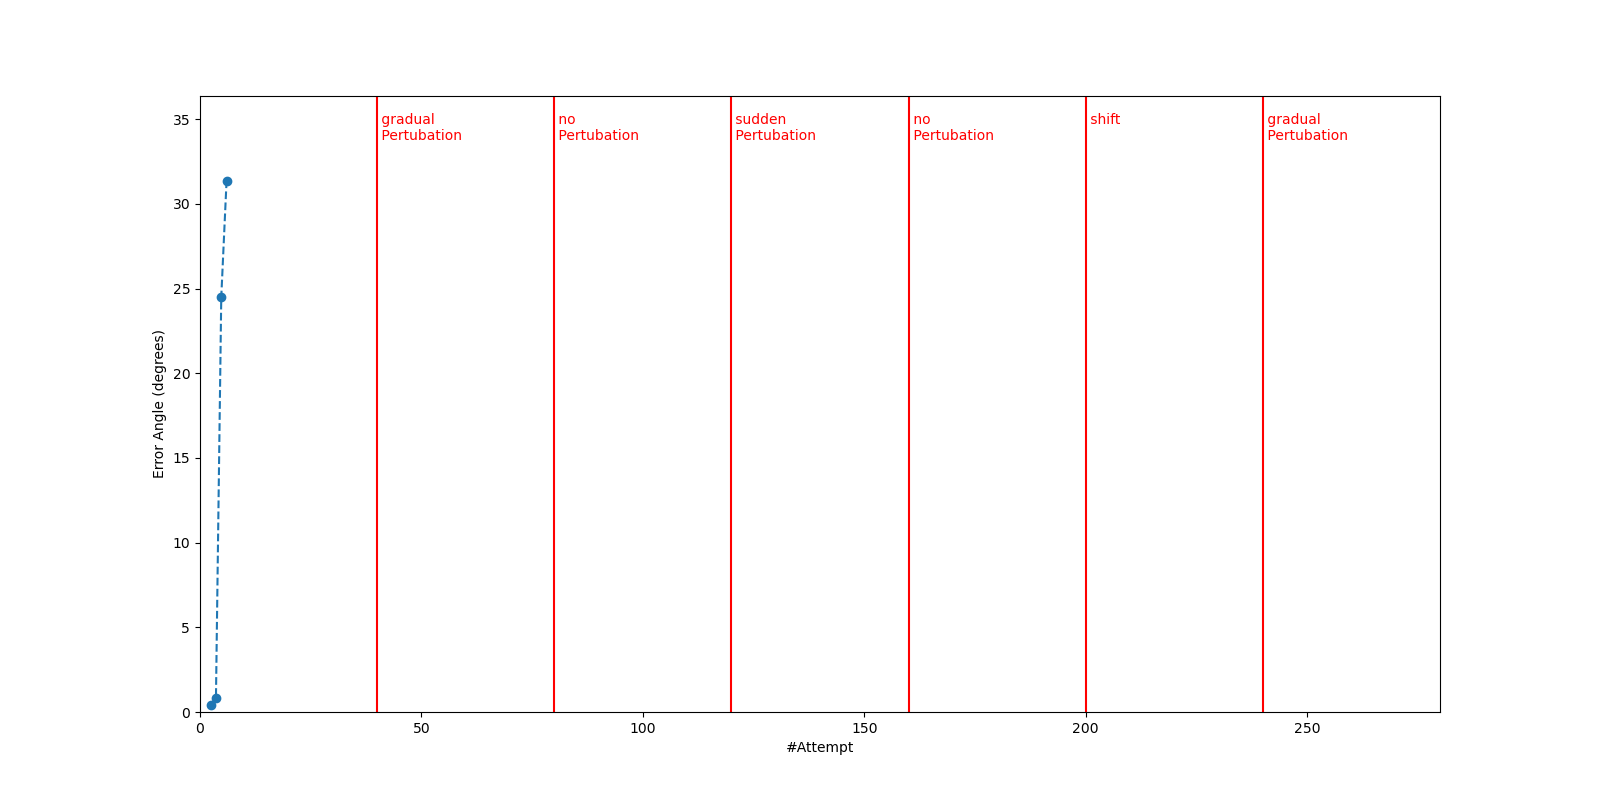 gradual
Pertubation
no
Pertubation
sudden
Pertubation
no
Pertubation
shift
gradual
Pertubation
35
30
25
20
15
10
5
0
Error Angle (degrees)
0 50 100 150 200 250
#Attempt